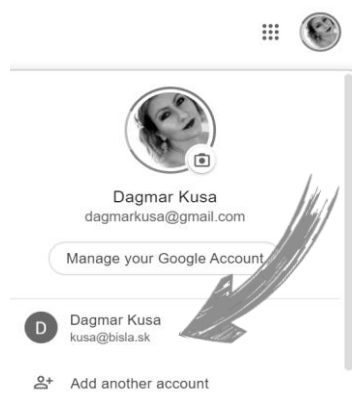 Dagmar Kusa
dagmarkusa@gmail.com
Manage your Google Account
D
Dagmar Kusa
kusa@bisla.sk
Add another account